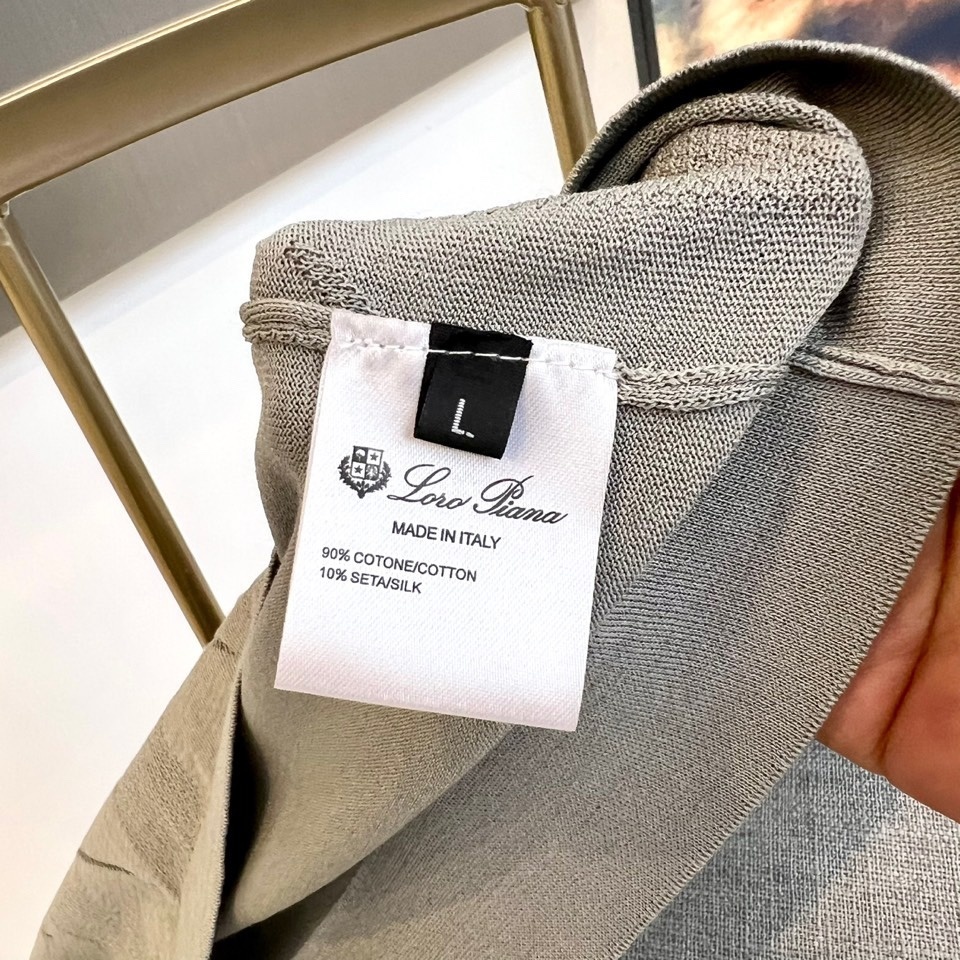 L
Loro Piana
MADE IN ITALY
90% COTONE/COTTON
10% SETA/SILK